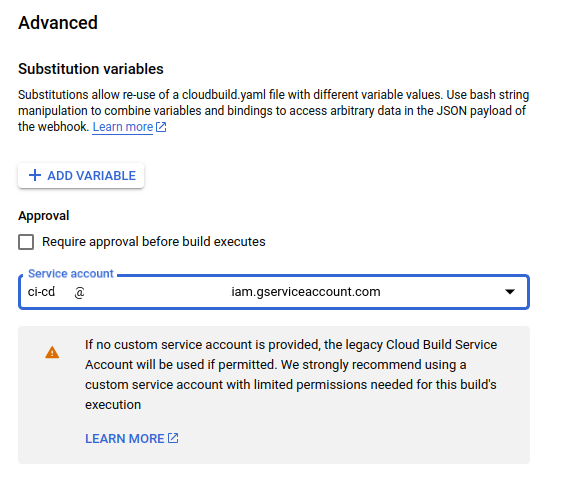 Advanced
Substitution variables
Substitutions allow re-use of a cloudbuild.yaml file with different variable values. Use bash string
manipulation to combine variables and bindings to access arbitrary data in the JSON payload of
the webhook. Learn more
+ ADD VARIABLE
Approval
Require approval before build executes
Service account
ci-cd @ iam.gserviceaccount.com
If no custom service account is provided, the legacy Cloud Build Service
Account will be used if permitted. We strongly recommend using a
custom service account with limited permissions needed for this build's
execution
LEARN MORE